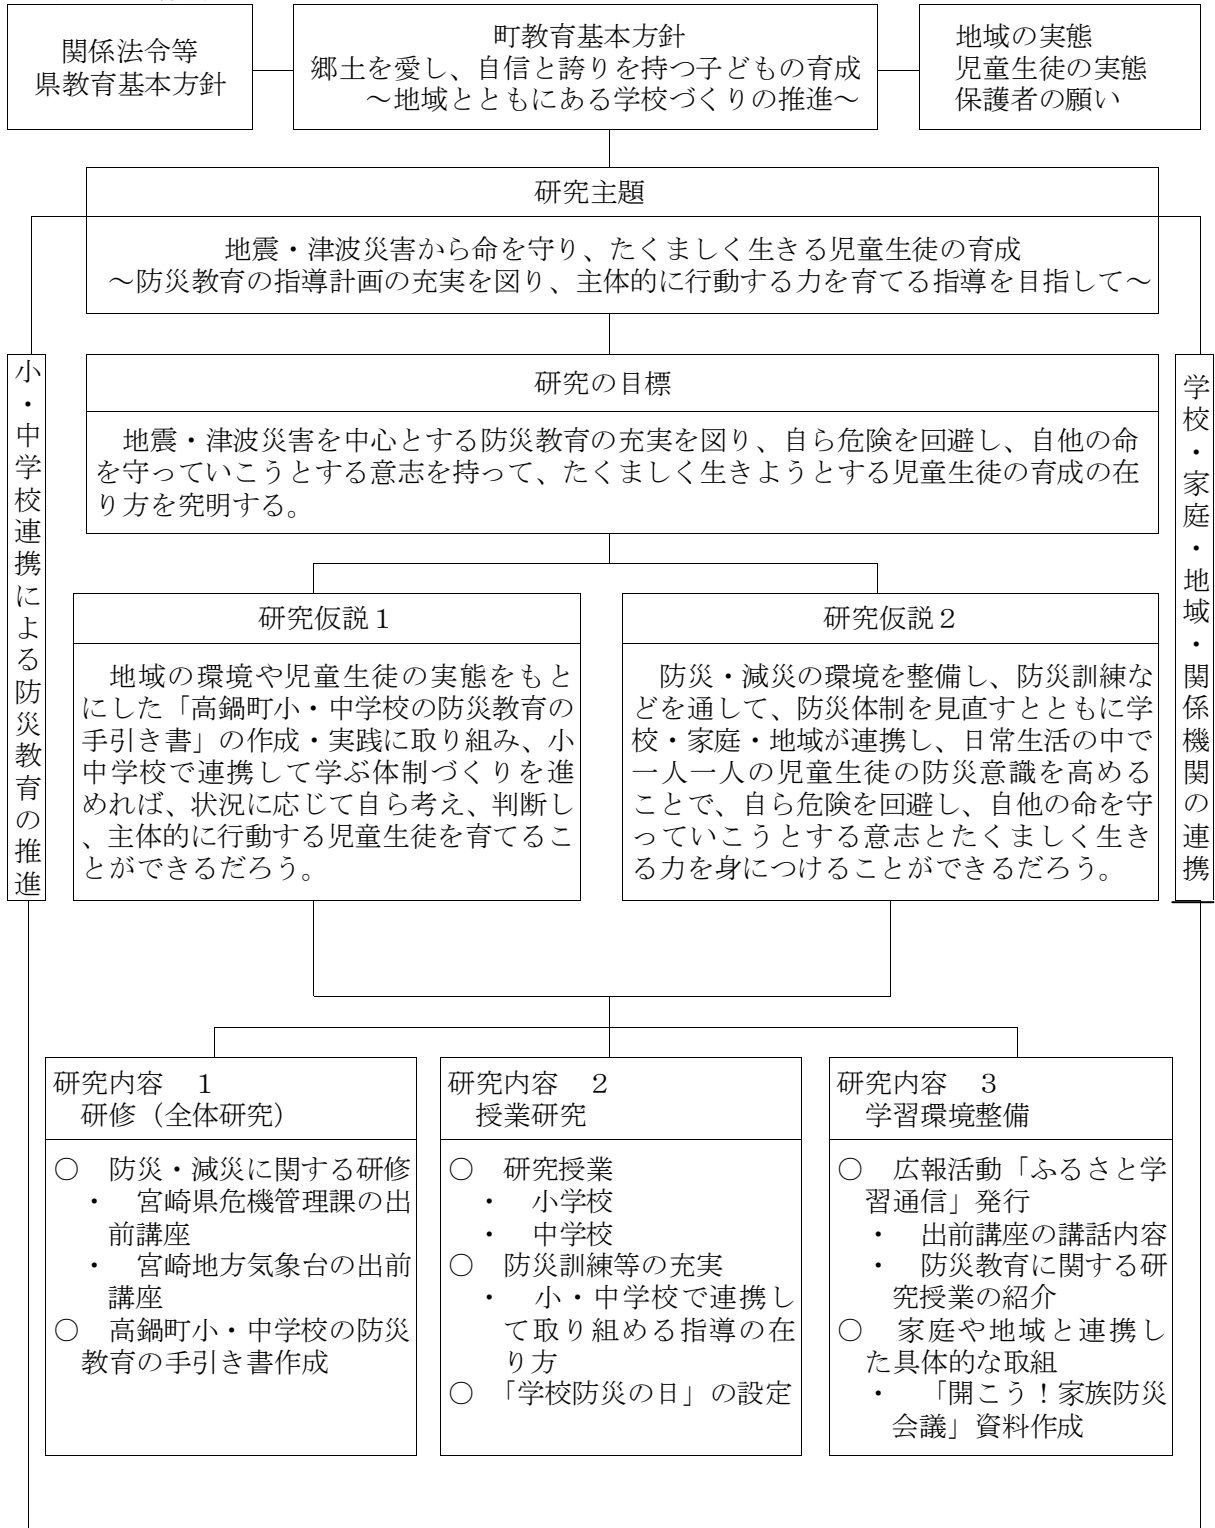 関係法令等
県教育基本方針
町教育基本方針
郷土を愛し、自信と誇りを持つ子どもの育成
～地域とともにある学校づくりの推進～
地域の実態
児童生徒の実態
保護者の願い
研究主題
地震・津波災害から命を守り、たくましく生きる児童生徒の育成
～防災教育の指導計画の充実を図り、主体的に行動する力を育てる指導を目指して～
小・中学校連携による防災教育の推進
研究の目標
地震・津波災害を中心とする防災教育の充実を図り、自ら危険を回避し、自他の命
を守っていこうとする意志を持って、たくましく生きようとする児童生徒の育成の在
り方を究明する。
学校・家庭・地域・関係機関の連携
研究仮説１
地域の環境や児童生徒の実態をもと
にした「高鍋町小・中学校の防災教育の
手引き書」の作成・実践に取り組み、小
中学校で連携して学ぶ体制づくりを進
めれば、状況に応じて自ら考え、判断し
、主体的に行動する児童生徒を育てるこ
とができるだろう。
研究仮説２
防災・減災の環境を整備し、防災訓練な
どを通して、防災体制を見直すとともに学
校・家庭・地域が連携し、日常生活の中で
一人一人の児童生徒の防災意識を高める
ことで、自ら危険を回避し、自他の命を守
っていこうとする意志とたくましく生き
る力を身につけることができるだろう。
研究内容　１
研修（全体研究）
○　防災・減災に関する研修
・　宮崎県危機管理課の出
前講座
・　宮崎地方気象台の出前
講座
○　高鍋町小・中学校の防災
教育の手引き書作成
研究内容　２
授業研究
○　研究授業
・　小学校
・　中学校
○　防災訓練等の充実
・　小・中学校で連携し
て取り組める指導の在
り方
○　「学校防災の日」の設定
研究内容　３
学習環境整備
○　広報活動「ふるさと学
習通信」発行
・　出前講座の講話内容
・　防災教育に関する研
究授業の紹介
○　家庭や地域と連携し
た具体的な取組
・　「開こう！家族防災
会議」資料作成